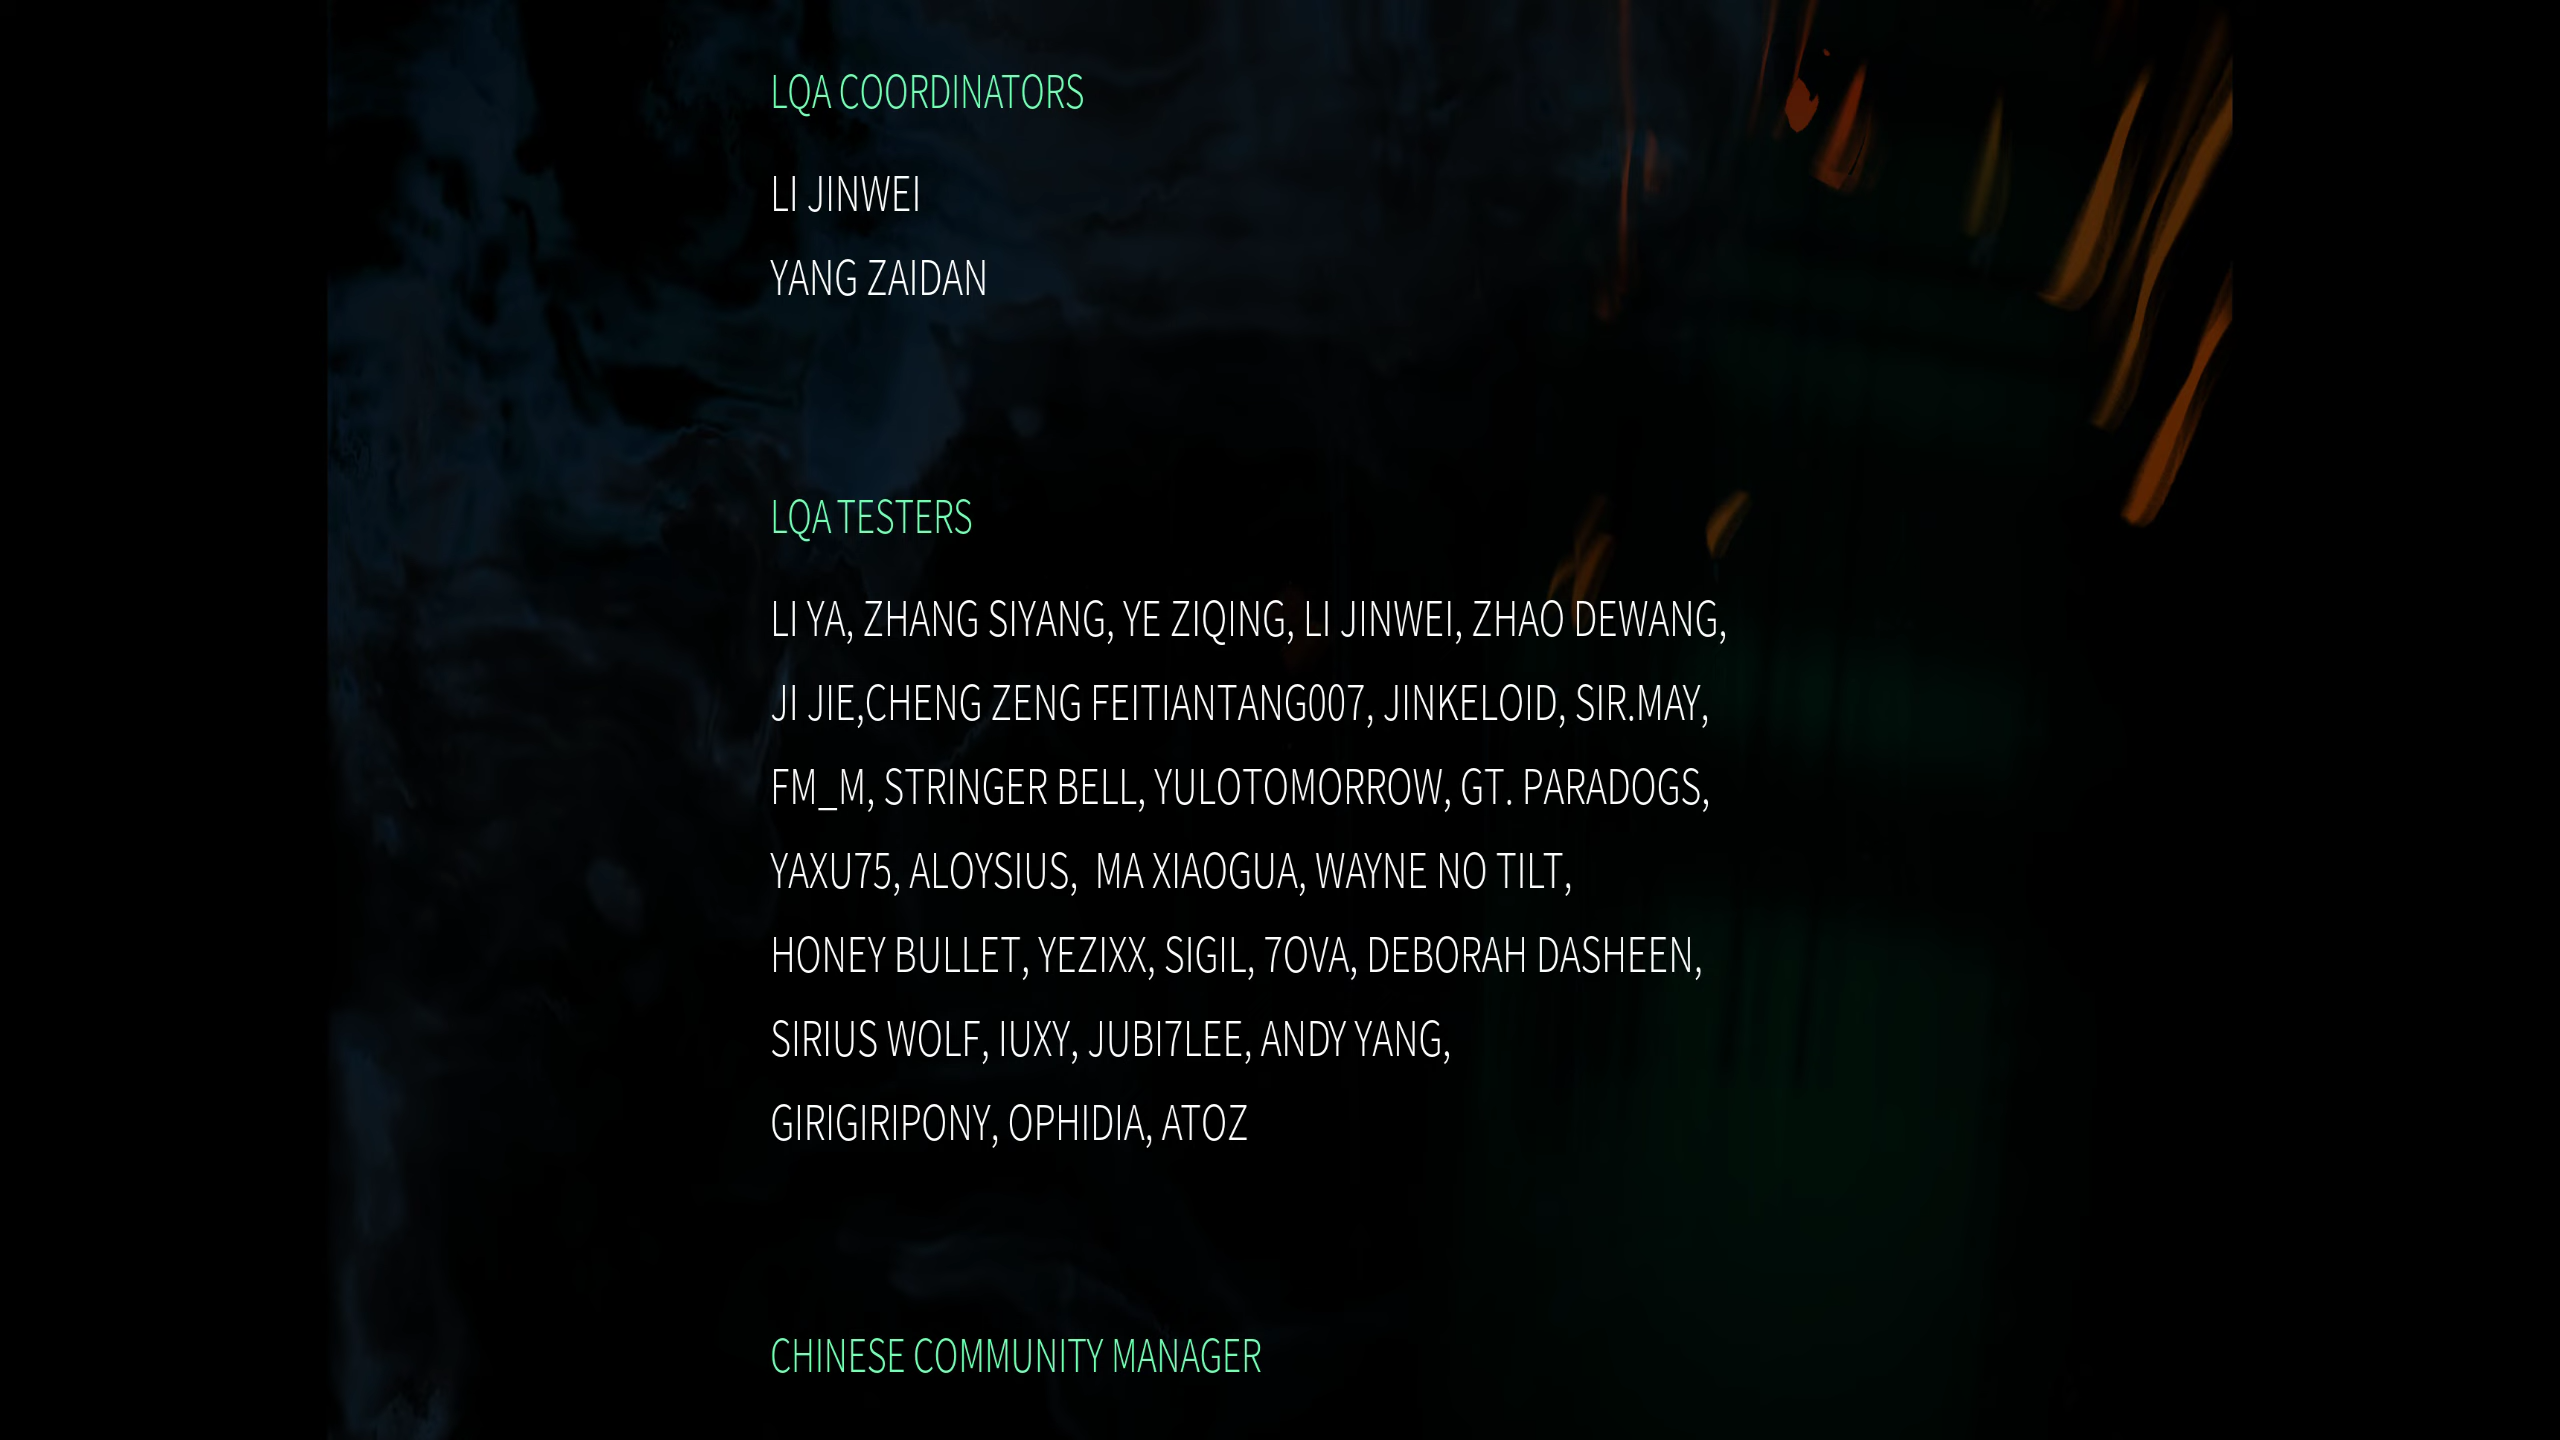 LQA COORDINATORS
LI JINWEI
YANG ZAIDAN
LQA TESTERS
LI YA, ZHANG SIYANG, YE ZIQING, LI JINWEI, ZHAO DEWANG,
JI JIE,CHENG ZENG FEITIANTANG007, JINKELOID, SIR.MAY,
FM_M, STRINGER BELL, YULOTOMORROW, GT. PARADOGS,
YAXU75, ALOYSIUS,  MA XIAOGUA, WAYNE NO TILT,
HONEY BULLET, YEZIXX, SIGIL, 7OVA, DEBORAH DASHEEN,
SIRIUS WOLF, IUXY, JUBI7LEE, ANDY YANG,
GIRIGIRIPONY, OPHIDIA, ATOZ
CHINESE COMMUNITY MANAGER